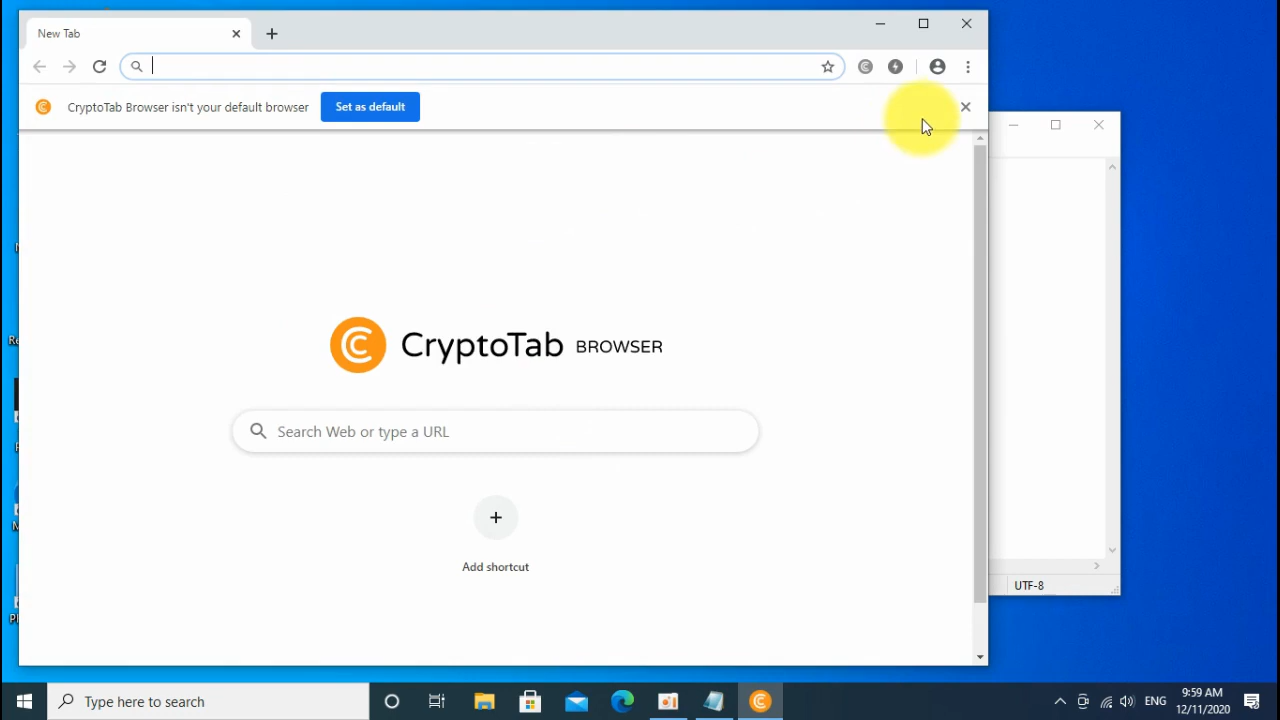 New Tab
CryptoTab Browser isn't your default browser
Set as default
CryptoTab BROWSER
Search Web or type a URL
Add shortcut
UTF-8
Type here to search
ENG
9:59 AM
12/11/2020